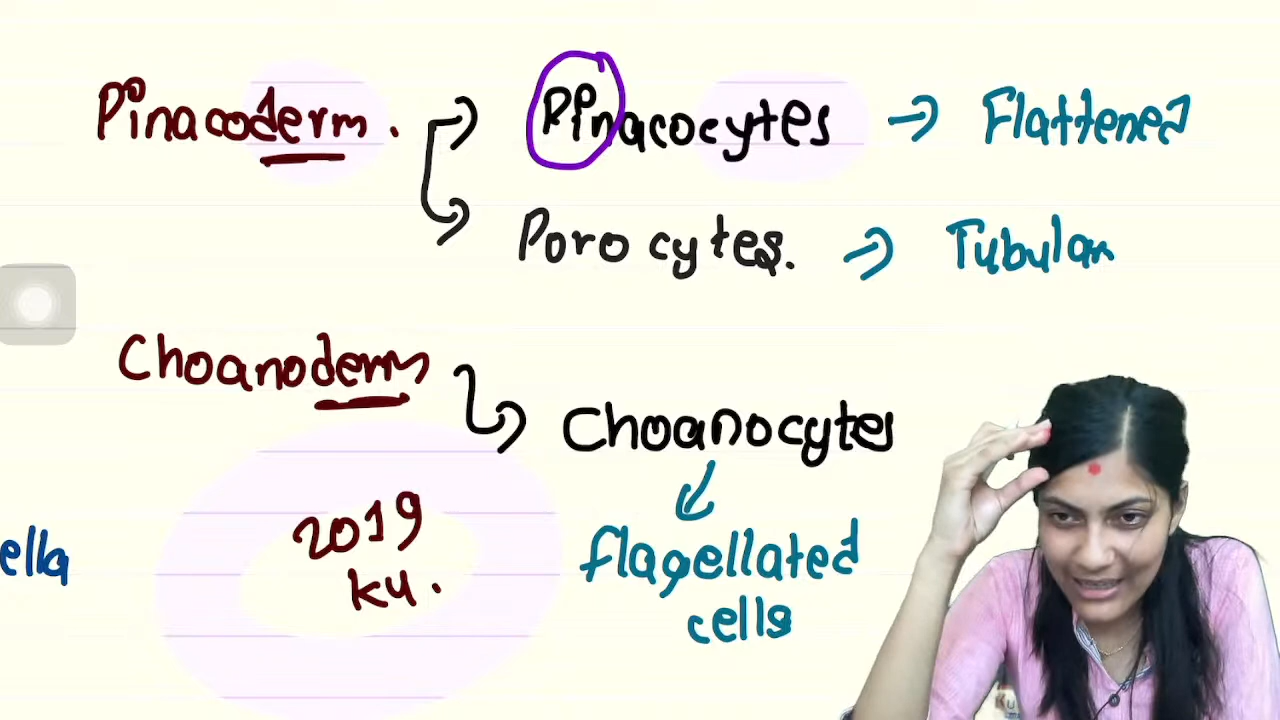 Pinacoderm. → Pinacocytes → Flattened
Porocytes. → Tubular
Choanoderm
Choanocytes
2019
KU.
flagellated
cells
ella